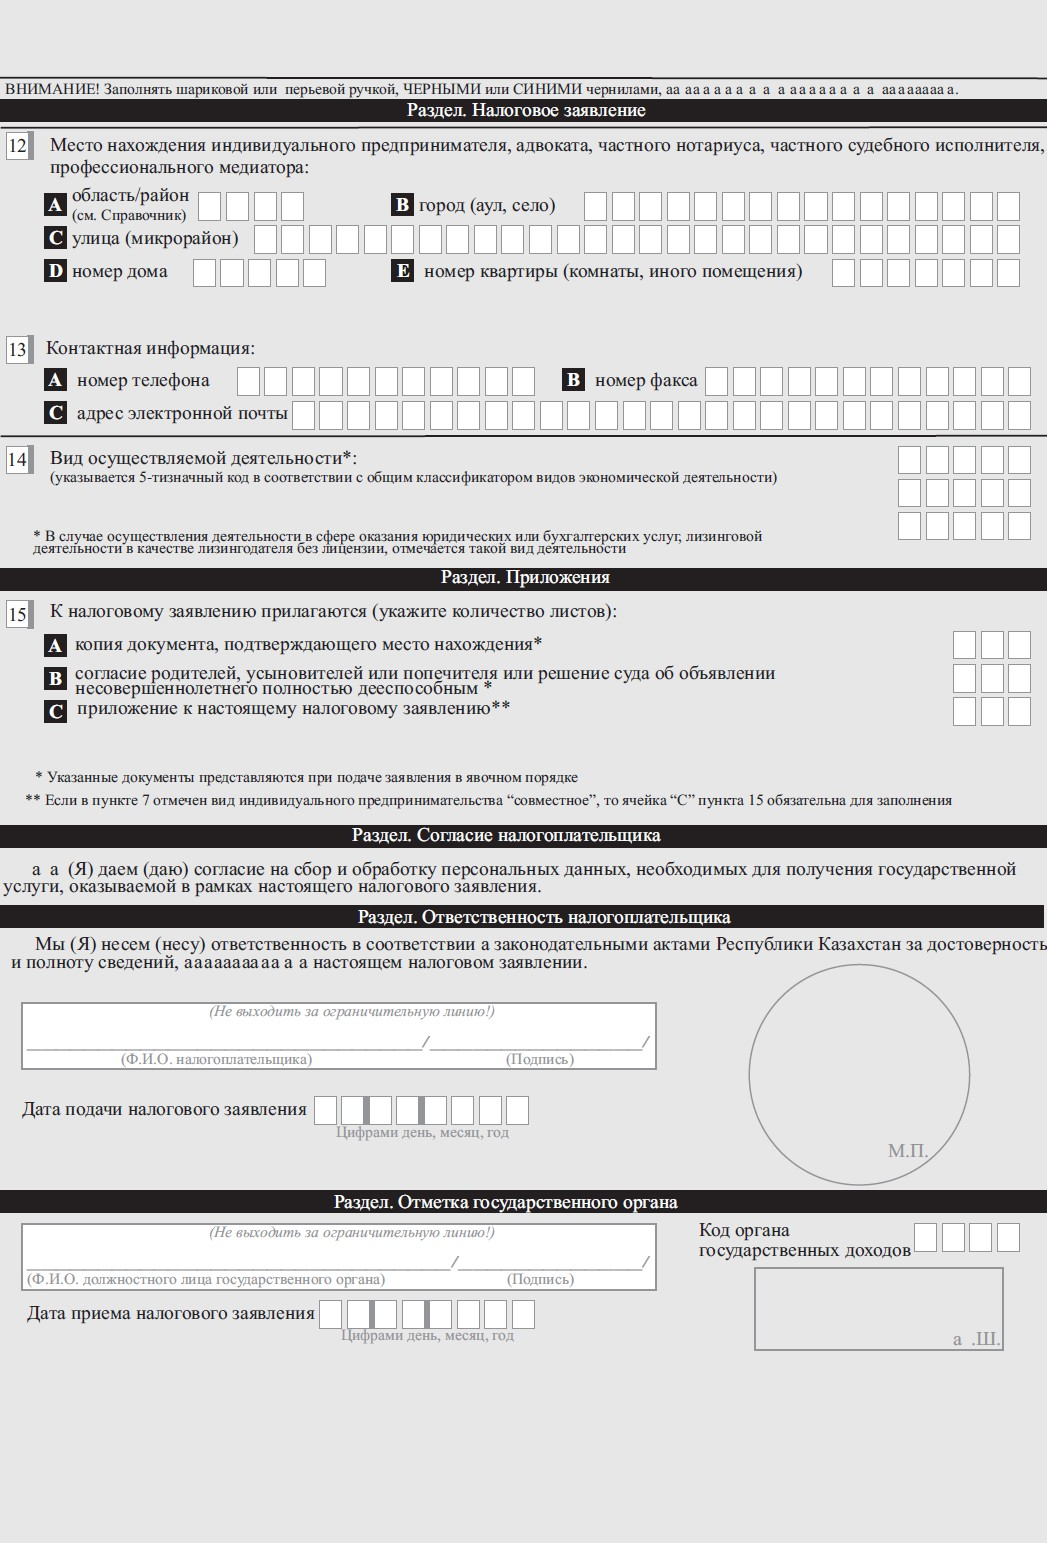 ВНИМАНИЕ! Заполнять шариковой или перьевой ручкой, ЧЕРНЫМИ или СИНИМИ чернилами, аа аа а а а а а а а а а а а а а а аааааааа а.
Раздел. Налоговое заявление
12 Место нахождения индивидуального предпринимателя, адвоката, частного нотариуса, частного судебного исполнителя,
профессионального медиатора:
A область/район B город (аул, село)
(см. Справочник)
C улица (микрорайон)
D номер дома E номер квартиры (комнаты, иного помещения)
13 Контактная информация:
A номер телефона B номер факса
C адрес электронной почты
14 Вид осуществляемой деятельности*:
(указывается 5-тизначный код в соответствии с общим классификатором видов экономической деятельности)
* В случае осуществления деятельности в сфере оказания юридических или бухгалтерских услуг, лизинговой
деятельности в качестве лизингодателя без лицензии, отмечается такой вид деятельности
Раздел. Приложения
15 К налоговому заявлению прилагаются (укажите количество листов):
A копия документа, подтверждающего место нахождения*
B согласие родителей, усыновителей или попечителя или решение суда об объявлении
несовершеннолетнего полностью дееспособным *
C приложение к настоящему налоговому заявлению**
* Указанные документы представляются при подаче заявления в явочном порядке
** Если в пункте 7 отмечен вид индивидуального предпринимательства “совместное”, то ячейка “С” пункта 15 обязательна для заполнения
Раздел. Согласие налогоплательщика
а а (Я) даем (даю) согласие на сбор и обработку персональных данных, необходимых для получения государственной
услуги, оказываемой в рамках настоящего налогового заявления.
Раздел. Ответственность налогоплательщика
Мы (Я) несем (несу) ответственность в соответствии а законодательными актами Республики Казахстан за достоверность
и полноту сведений, аааааааааа а а настоящем налоговом заявлении.
(Не выходить за ограничительную линию!)
/ /
(Ф.И.О. налогоплательщика) (Подпись)
Дата подачи налогового заявления
Цифрами день, месяц, год
М.П.
Раздел. Отметка государственного органа
(Не выходить за ограничительную линию!)
/ /
(Ф.И.О. должностного лица государственного органа) (Подпись)
Код органа
государственных доходов
Дата приема налогового заявления
Цифрами день, месяц, год
а .Ш.